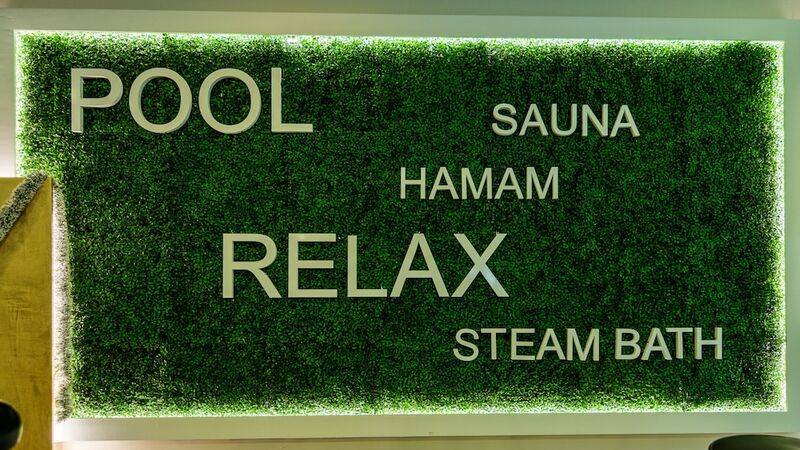 POOL
SAUNA
HAMAM
RELAX
STEAM BATH